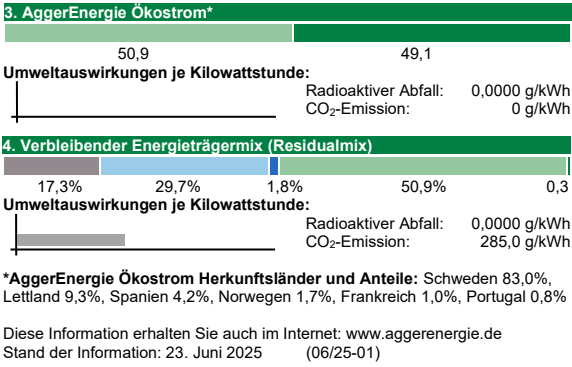 3. AggerEnergie Ökostrom*
50,9 49,1
Umweltauswirkungen je Kilowattstunde:
Radioaktiver Abfall: 0,0000 g/kWh
CO₂-Emission: 0 g/kWh
4. Verbleibender Energieträgermix (Residualmix)
17,3% 29,7% 1,8% 50,9% 0,3
Umweltauswirkungen je Kilowattstunde:
Radioaktiver Abfall: 0,0000 g/kWh
CO₂-Emission: 285,0 g/kWh
*AggerEnergie Ökostrom Herkunftsländer und Anteile: Schweden 83,0%,
Lettland 9,3%, Spanien 4,2%, Norwegen 1,7%, Frankreich 1,0%, Portugal 0,8%
Diese Information erhalten Sie auch im Internet: www.aggerenergie.de
Stand der Information: 23. Juni 2025 (06/25-01)